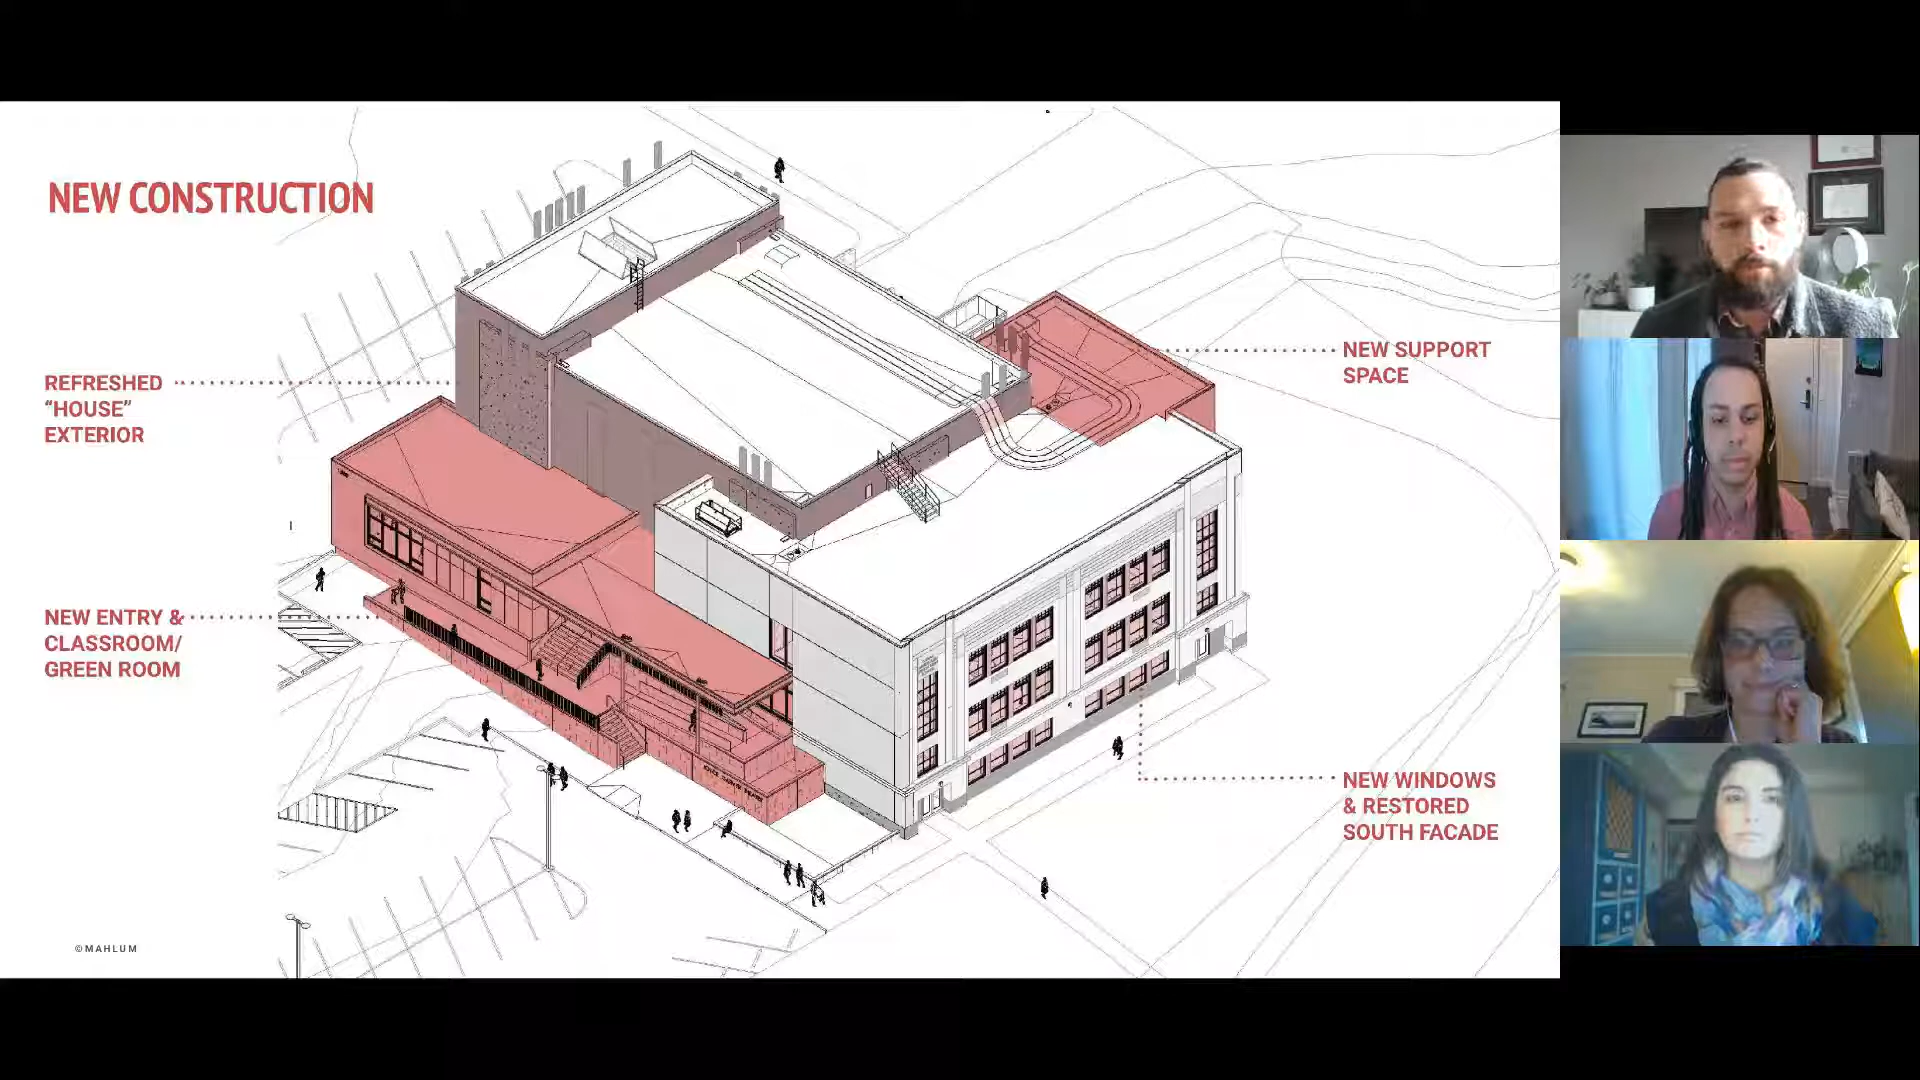 NEW CONSTRUCTION
REFRESHED
“HOUSE”
EXTERIOR
NEW ENTRY &
CLASSROOM/
GREEN ROOM
NEW SUPPORT
SPACE
NEW WINDOWS
& RESTORED
SOUTH FACADE
©MAHLUM